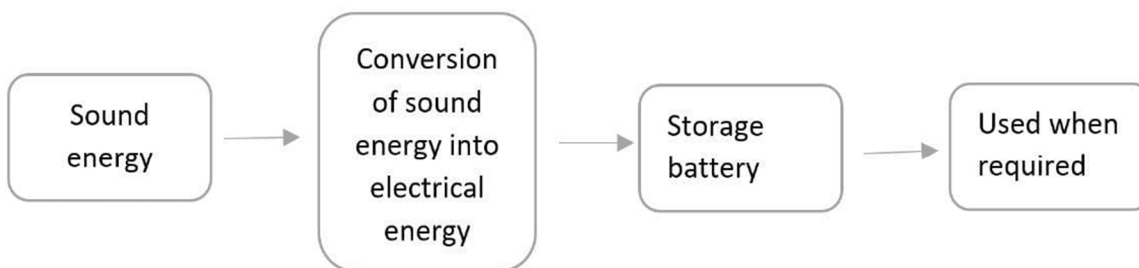 Sound
energy
Conversion
of sound
energy into
electrical
energy
Storage
battery
Used when
required